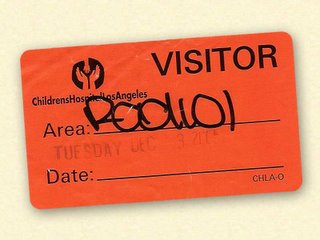 VISITOR
ChildrensHospitalLosAngeles
Area:
TUESDAY DEC
Date:
CHLA-O